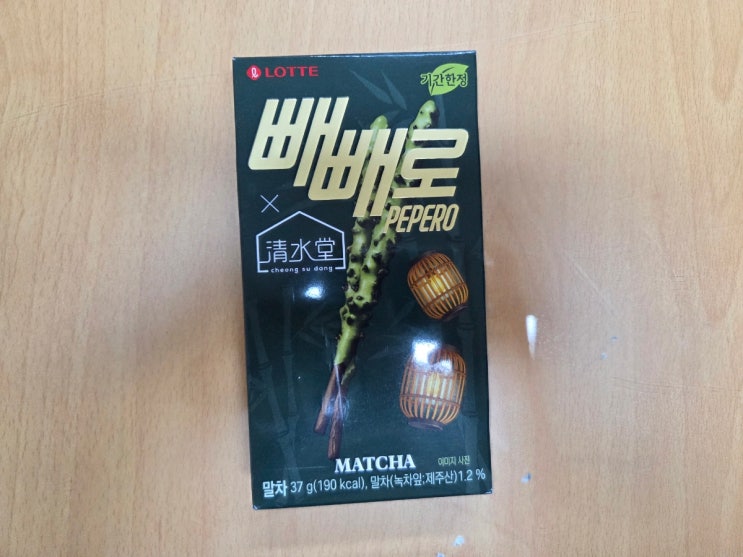 LOTTE
기간한정
빼빼로
PEPERO
×
清水堂
cheong su dang
MATCHA
이미지 사진
말차 37 g(190 kcal), 말차(녹차잎;제주산)1.2 %